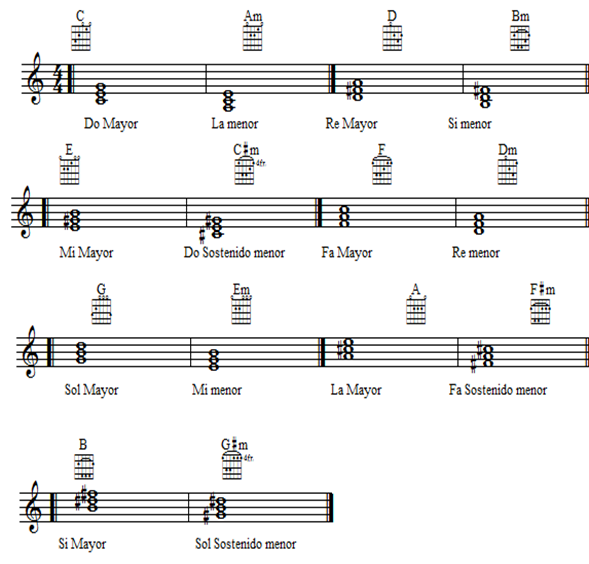 C Am D Bm
4 4
Do Mayor La menor Re Mayor Si menor
E C♯m F Dm
4fr.
Mi Mayor Do Sostenido menor Fa Mayor Re menor
G Em A F♯m
Sol Mayor Mi menor La Mayor Fa Sostenido menor
B G♯m
4fr.
Si Mayor Sol Sostenido menor